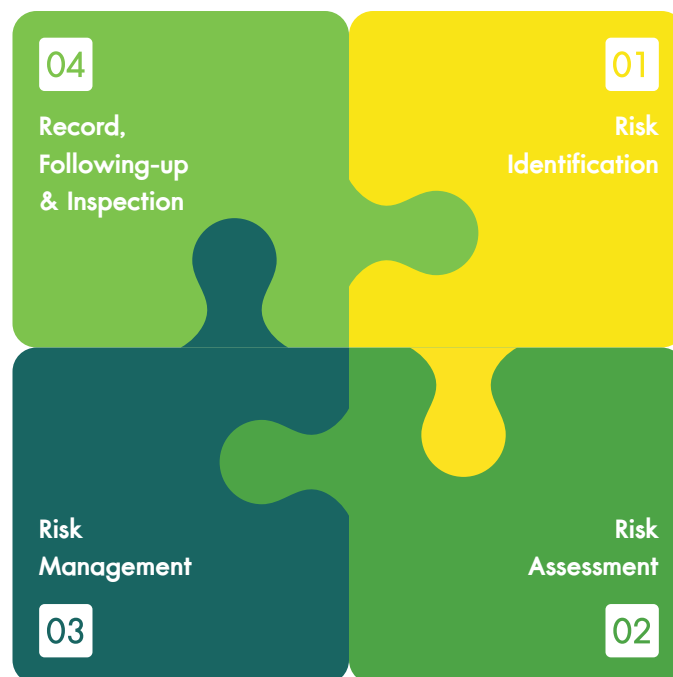 04
Record,
Following-up
& Inspection
01
Risk
Identification
Risk
Management
03
Risk
Assessment
02